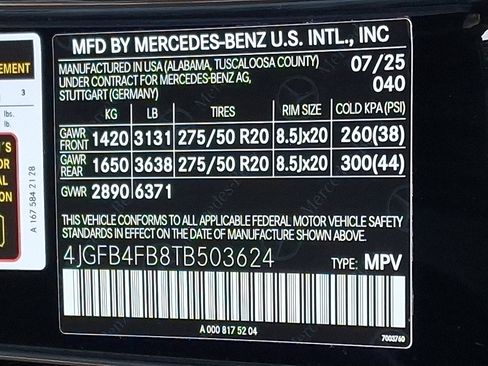 MFD BY MERCEDES-BENZ U.S. INTL., INC
MANUFACTURED IN USA (ALABAMA, TUSCALOOSA COUNTY) 07/25
UNDER CONTRACT FOR MERCEDES-BENZ AG, 040
STUTTGART (GERMANY)
KG LB TIRES RIM SIZE COLD KPA (PSI)
GAWR FRONT 1420 3131 275/50 R20 8.5Jx20 260(38)
GAWR REAR 1650 3638 275/50 R20 8.5Jx20 300(44)
GWR 2890 6371
THIS VEHICLE CONFORMS TO ALL APPLICABLE FEDERAL MOTOR VEHICLE SAFETY
STANDARDS IN EFFECT ON THE DATE OF MANUFACTURE SHOWN ABOVE.
4JGFB4FB8TB503624 TYPE: MPV
A 000 817 52 04
7003760
EMENT
3
lbs.
lb.
A 167 584 21 28